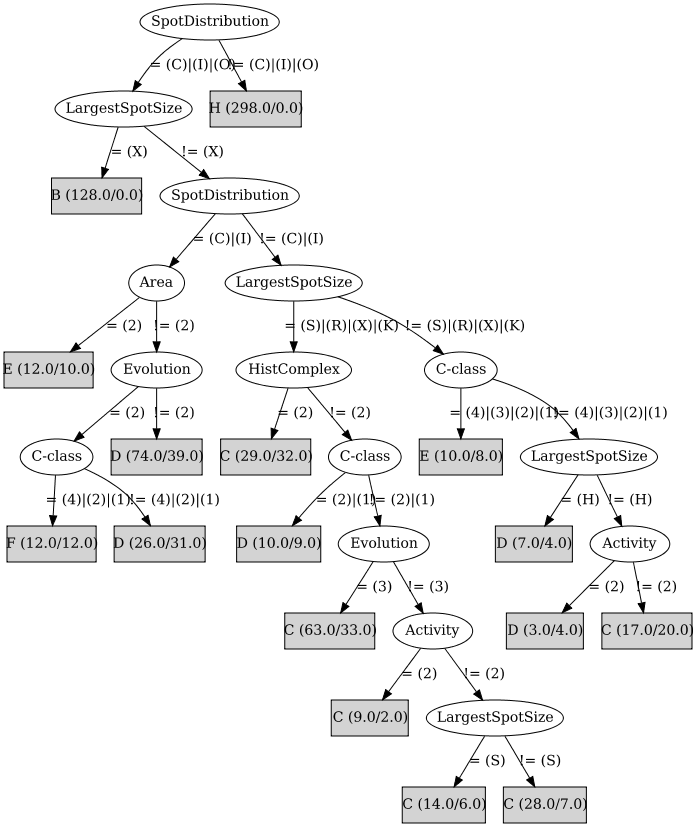 SpotDistribution
= (C)|(I)|(O)
!= (C)|(I)|(O)
LargestSpotSize
H (298.0/0.0)
= (X)
!= (X)
B (128.0/0.0)
SpotDistribution
= (C)|(I)
!= (C)|(I)
Area
LargestSpotSize
= (2)
!= (2)
= (S)|(R)|(X)|(K)
!= (S)|(R)|(X)|(K)
E (12.0/10.0)
Evolution
HistComplex
C-class
= (2)
!= (2)
= (2)
!= (2)
= (4)|(3)|(2)|(1)
!= (4)|(3)|(2)|(1)
C-class
D (74.0/39.0)
C (29.0/32.0)
C-class
E (10.0/8.0)
LargestSpotSize
= (4)|(2)|(1)
!= (4)|(2)|(1)
= (2)|(1)
!= (2)|(1)
= (H)
!= (H)
F (12.0/12.0)
D (26.0/31.0)
D (10.0/9.0)
Evolution
D (7.0/4.0)
Activity
= (3)
!= (3)
= (2)
!= (2)
C (63.0/33.0)
Activity
D (3.0/4.0)
C (17.0/20.0)
= (2)
!= (2)
C (9.0/2.0)
LargestSpotSize
= (S)
!= (S)
C (14.0/6.0)
C (28.0/7.0)